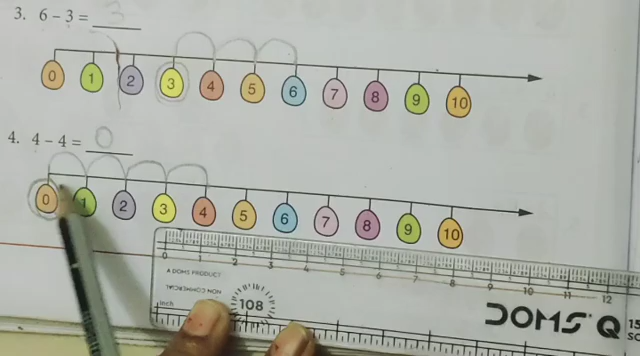 3. 6 – 3 = 3
0 1 2 3 4 5 6 7 8 9 10
4. 4 – 4 = 0
0 1 2 3 4 5 6 7 8 9 10
0 1 2 3 4 5 6 7 8 9 10 11 12
A DOMS PRODUCT
NON COMMERCIAL
inch
108
DOMS Q 15